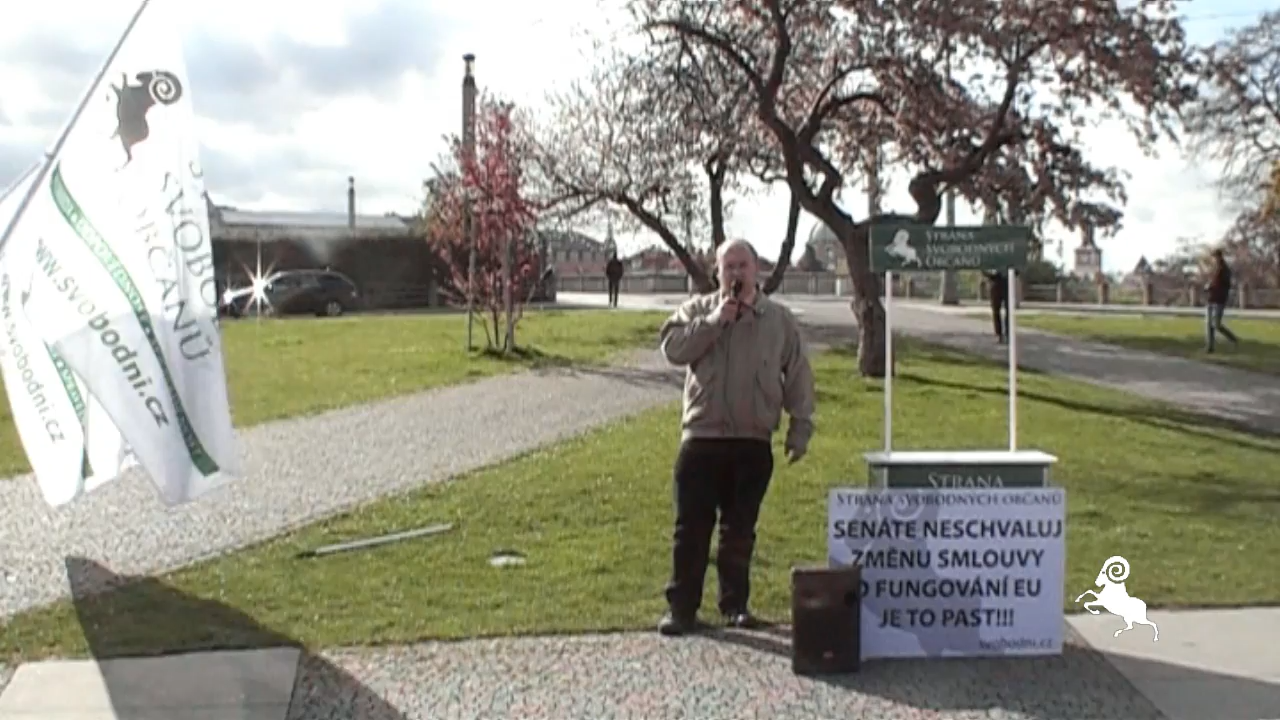 SVOBOD
OBČANŮ
www.svobodni.cz
www.svobodni.cz
STRANA
SVOBODNÝCH
OBČANŮ
STRANA
STRANA SVOBODNÝCH OBČANŮ
SENÁTE NESCHVALUJ
ZMĚNU SMLOUVY
O FUNGOVÁNÍ EU
JE TO PAST!!!
svobodni.cz